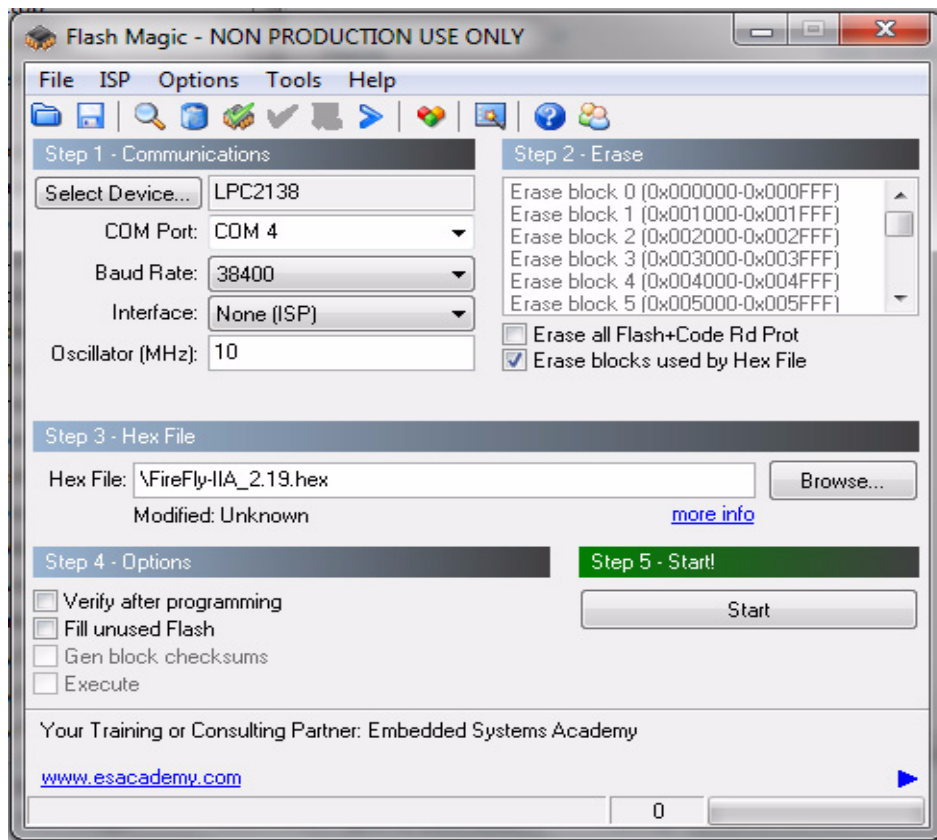 Flash Magic - NON PRODUCTION USE ONLY
File ISP Options Tools Help
Step 1 - Communications
Select Device... LPC2138
COM Port: COM 4
Baud Rate: 38400
Interface: None (ISP)
Oscillator (MHz): 10
Step 2 - Erase
Erase block 0 (0x000000-0x000FFF)
Erase block 1 (0x001000-0x001FFF)
Erase block 2 (0x002000-0x002FFF)
Erase block 3 (0x003000-0x003FFF)
Erase block 4 (0x004000-0x004FFF)
Erase block 5 (0x005000-0x005FFF)
Erase all Flash+Code Rd Prot
Erase blocks used by Hex File
Step 3 - Hex File
Hex File: \FireFly-IIA_2.19.hex Browse...
Modified: Unknown more info
Step 4 - Options
Verify after programming
Fill unused Flash
Gen block checksums
Execute
Step 5 - Start!
Start
Your Training or Consulting Partner: Embedded Systems Academy
www.esacademy.com
0